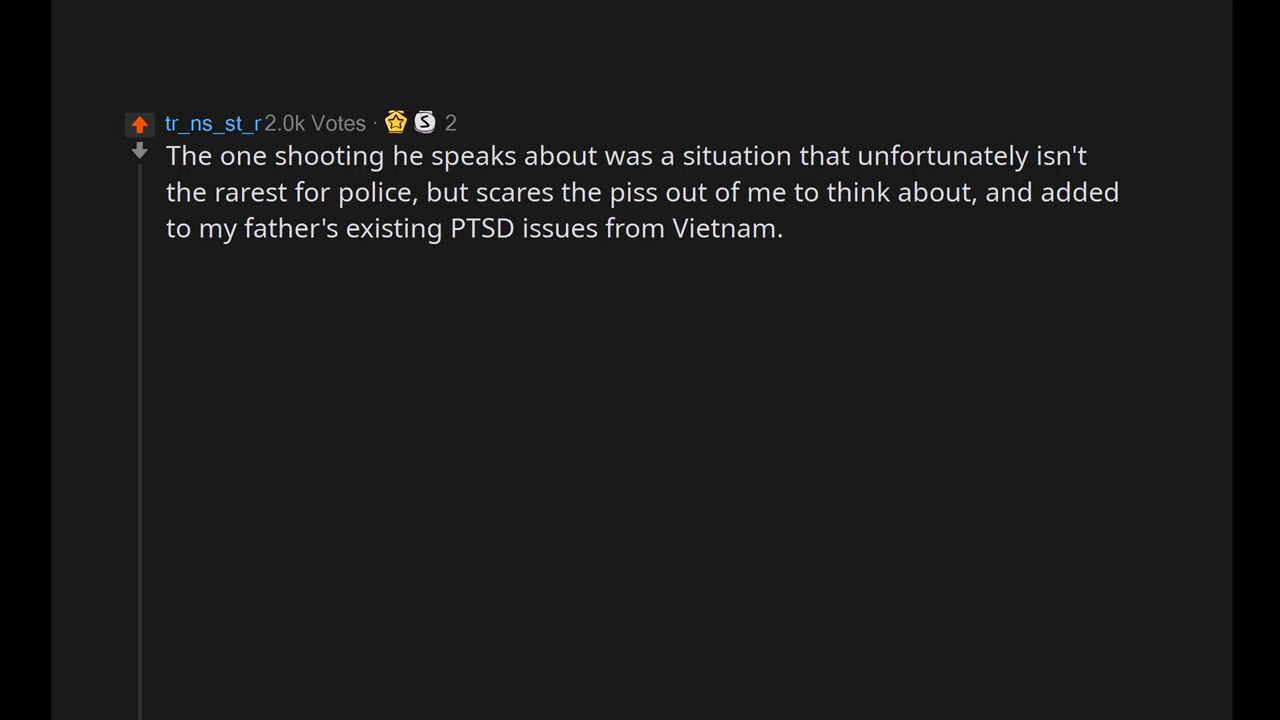 tr_ns_st_r 2.0k Votes · S 2
The one shooting he speaks about was a situation that unfortunately isn't
the rarest for police, but scares the piss out of me to think about, and added
to my father's existing PTSD issues from Vietnam.